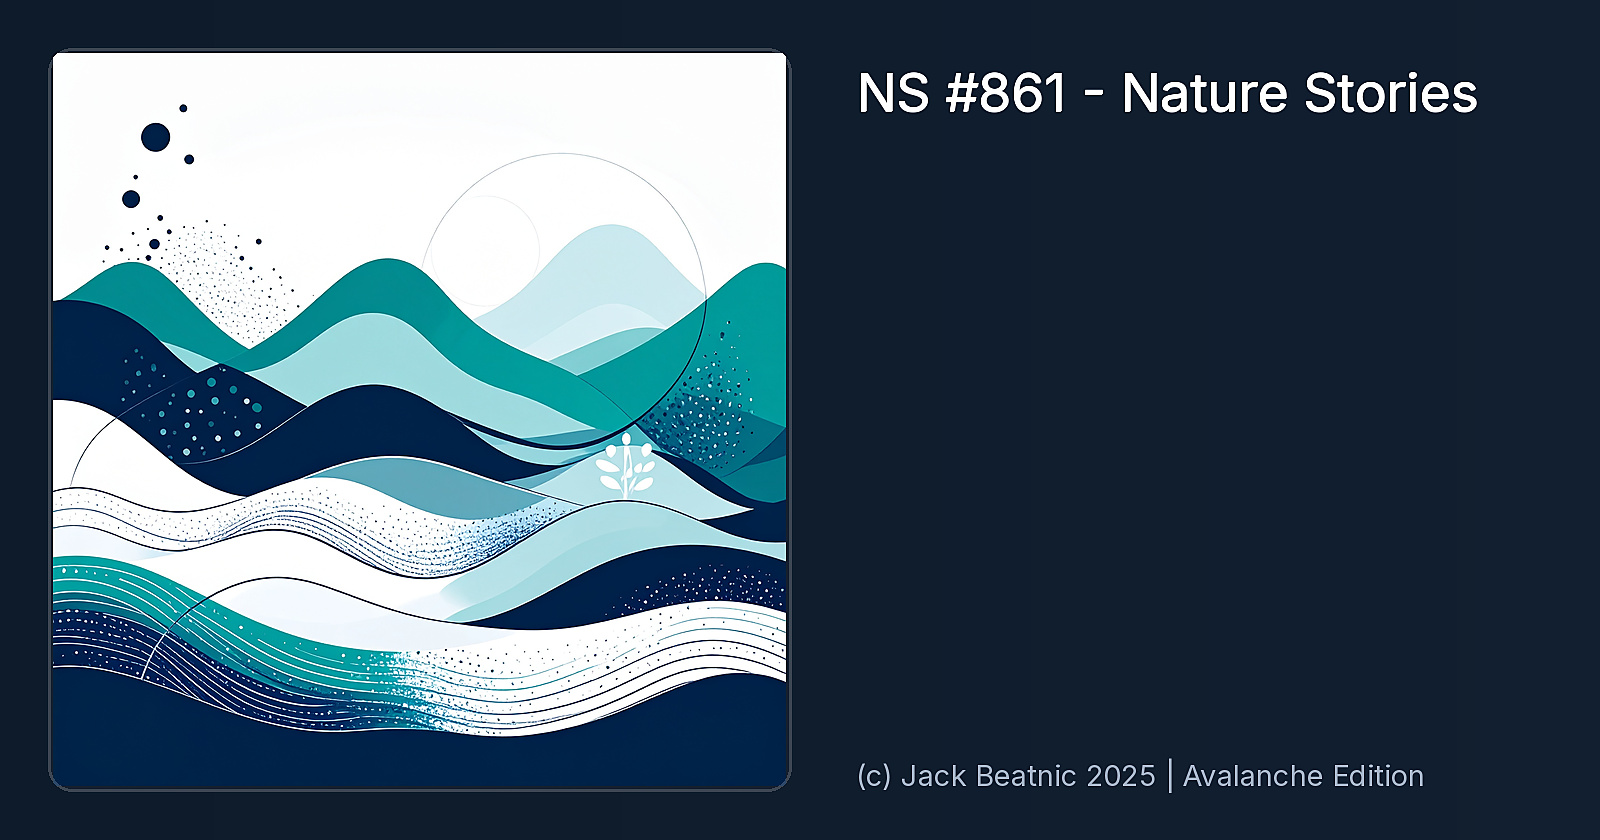 NS #861 - Nature Stories
(c) Jack Beatnic 2025 | Avalanche Edition